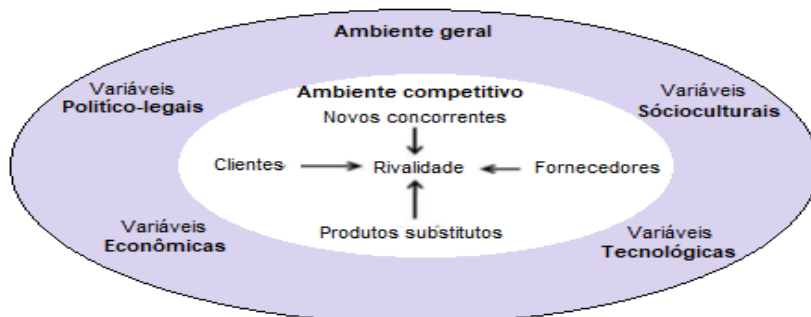 Ambiente geral
Variáveis
Politíco-legais
Variáveis
Sócioculturais
Ambiente competitivo
Novos concorrentes
Clientes
Rivalidade
Fornecedores
Produtos substitutos
Variáveis
Econômicas
Variáveis
Tecnológicas